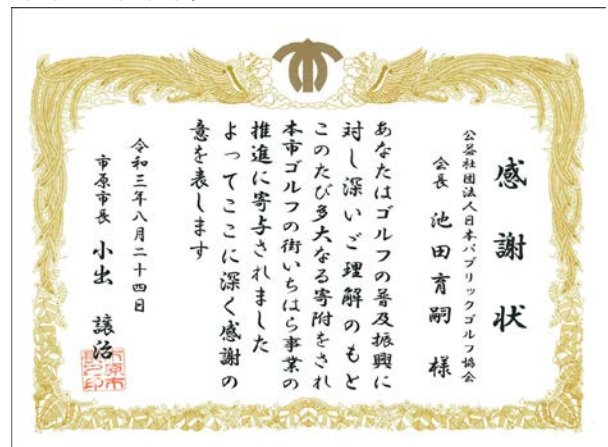 感謝状
公益社団法人日本パブリックゴルフ協会
会長 池田育嗣 様
あなたはゴルフの普及振興に
対し深いご理解のもと
このたび多大なる寄附をされ
本市ゴルフの街いちはら事業の
推進に寄与されました
よってここに深く感謝の
意を表します
令和三年八月二十四日
市原市長 小出 譲治
市原市
長之印